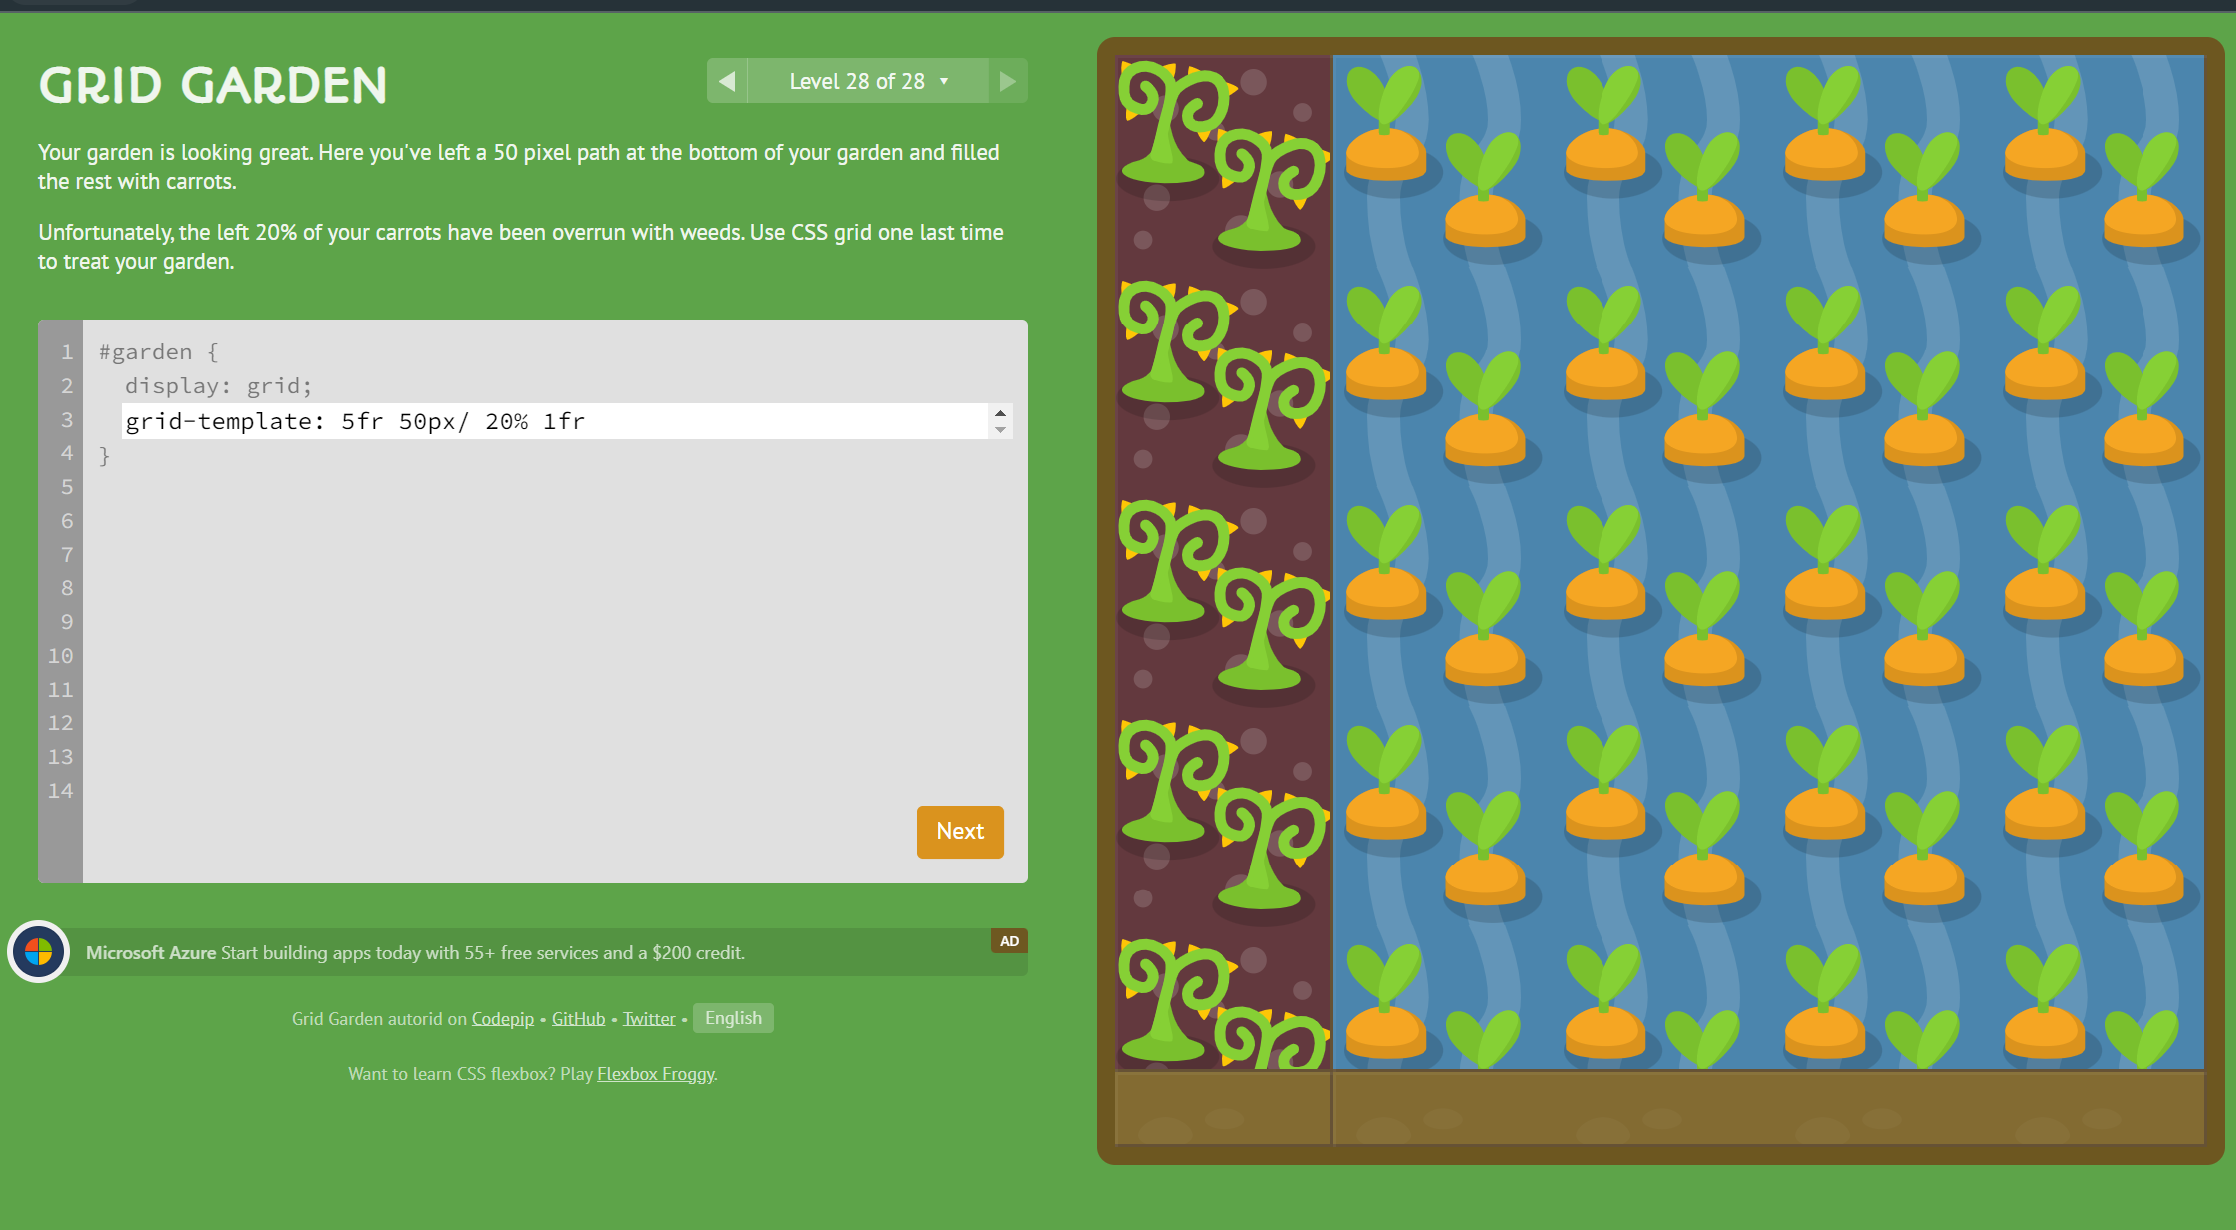 GRID GARDEN
Level 28 of 28
Your garden is looking great. Here you've left a 50 pixel path at the bottom of your garden and filled
the rest with carrots.
Unfortunately, the left 20% of your carrots have been overrun with weeds. Use CSS grid one last time
to treat your garden.
1 #garden {
2 display: grid;
3 grid-template: 5fr 50px/ 20% 1fr
4 }
5
6
7
8
9
10
11
12
13
14
Next
AD
Microsoft Azure Start building apps today with 55+ free services and a $200 credit.
Grid Garden autorid on Codepip • GitHub • Twitter • English
Want to learn CSS flexbox? Play Flexbox Froggy.